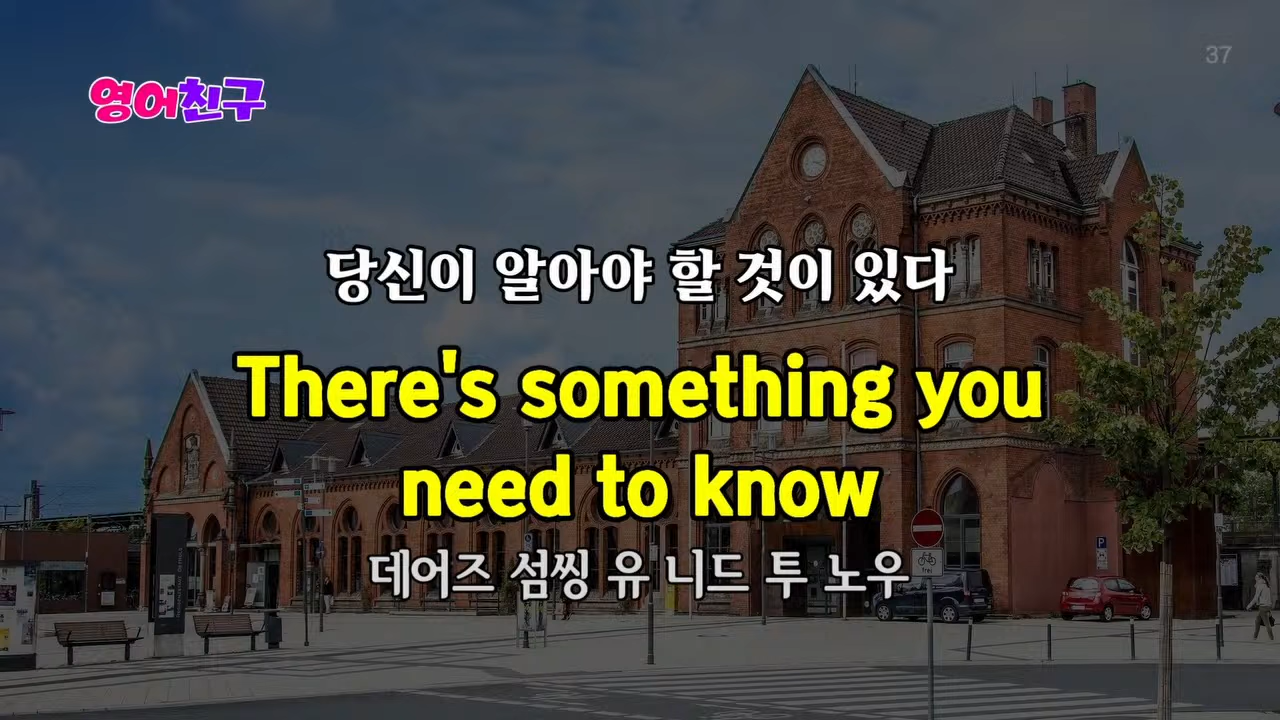 37
영어친구
당신이 알아야 할 것이 있다
There's something you
need to know
데어즈 섬씽 유 니드 투 노우
frei
P